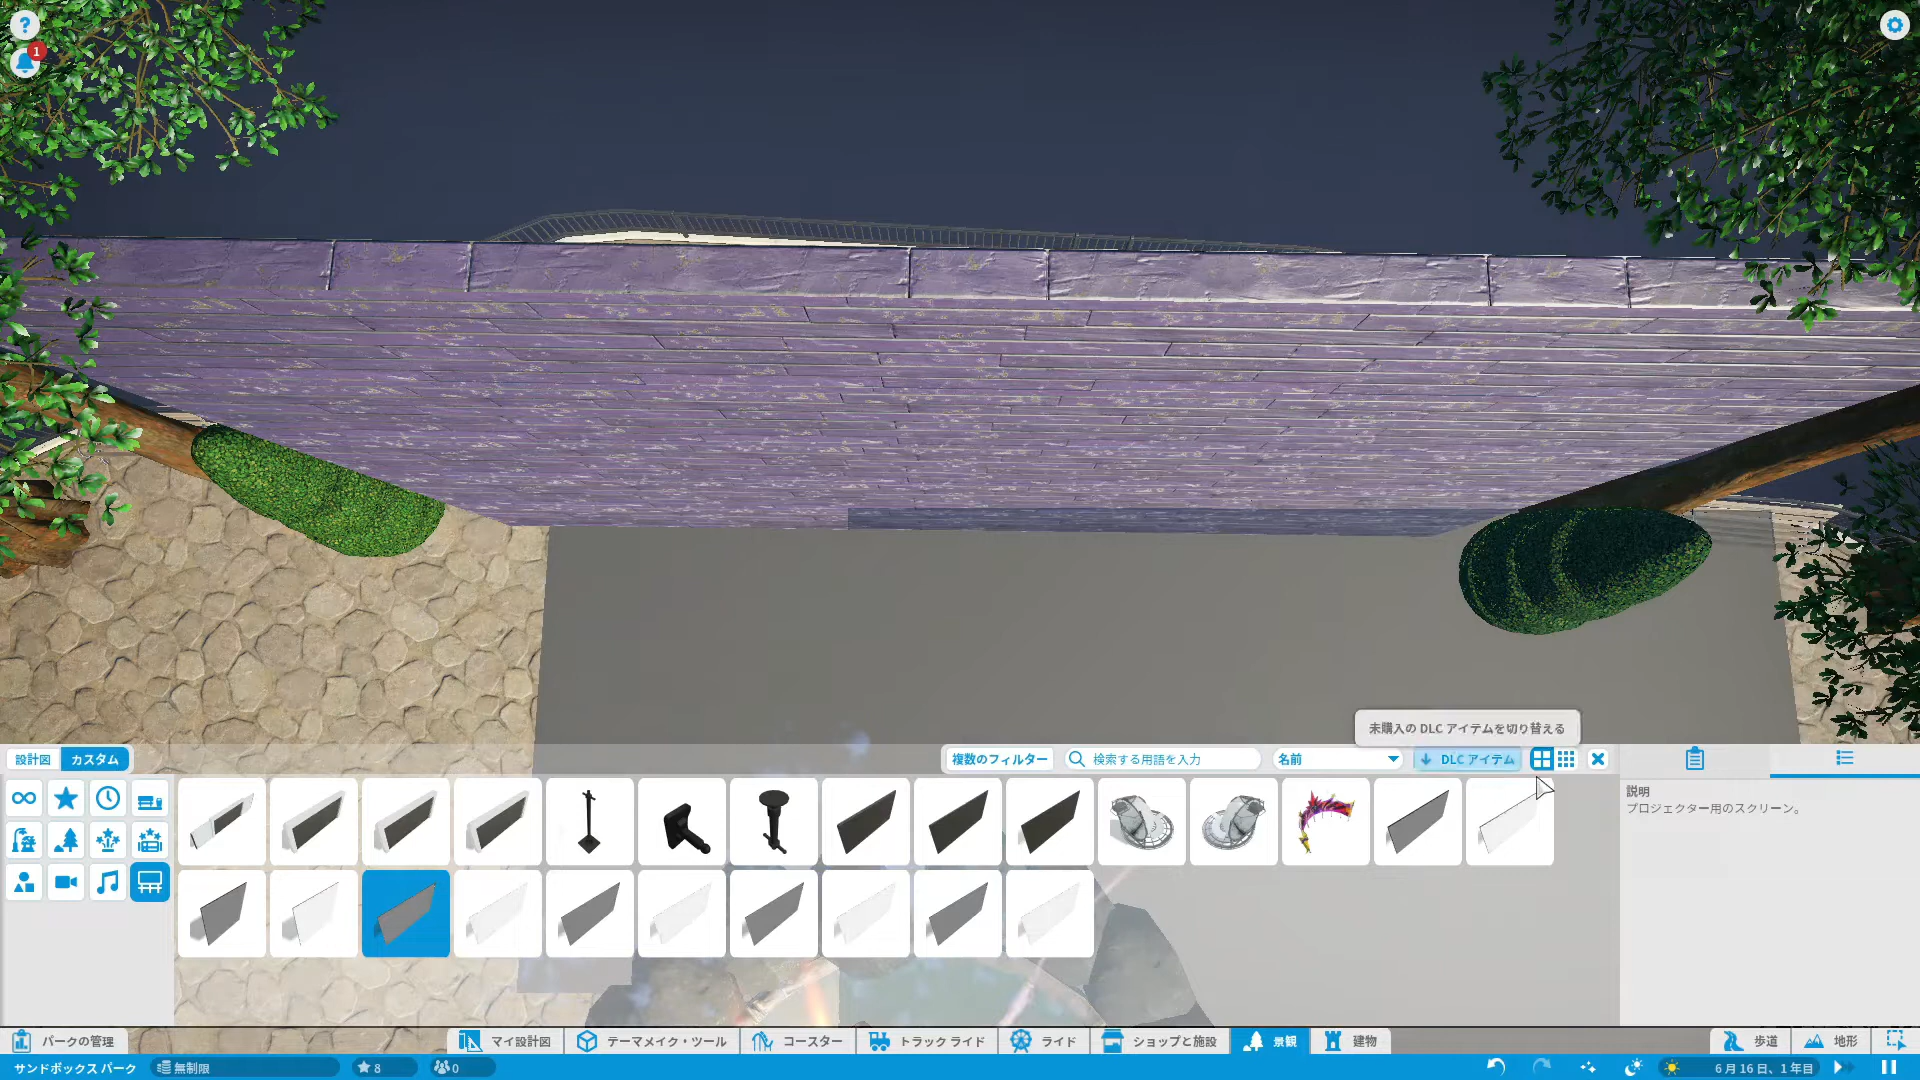 ?
1
未購入の DLC アイテムを切り替える
設計図
カスタム
複数のフィルター
検索する用語を入力
名前
DLC アイテム
説明
プロジェクター用のスクリーン。
パークの管理
マイ設計図
テーマメイク・ツール
コースター
トラック ライド
ライド
ショップと施設
景観
建物
歩道
地形
サンドボックス パーク
無制限
8
0
6 月 16 日、1 年目